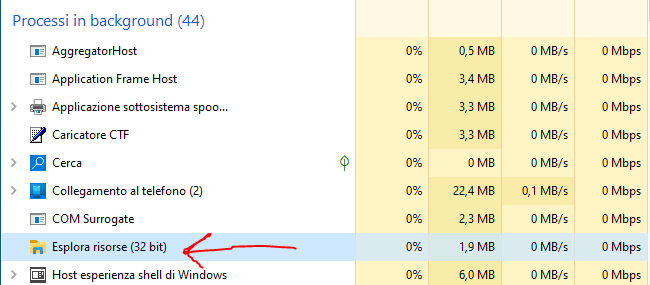 Processi in background (44)
AggregatorHost 0% 0,5 MB 0 MB/s 0 Mbps
Application Frame Host 0% 3,4 MB 0 MB/s 0 Mbps
Applicazione sottosistema spoo... 0% 3,3 MB 0 MB/s 0 Mbps
Caricatore CTF 0% 3,3 MB 0 MB/s 0 Mbps
Cerca 0% 0 MB 0 MB/s 0 Mbps
Collegamento al telefono (2) 0% 22,4 MB 0,1 MB/s 0 Mbps
COM Surrogate 0% 2,3 MB 0 MB/s 0 Mbps
Esplora risorse (32 bit) 0% 1,9 MB 0 MB/s 0 Mbps
Host esperienza shell di Windows 0% 6,0 MB 0 MB/s 0 Mbps